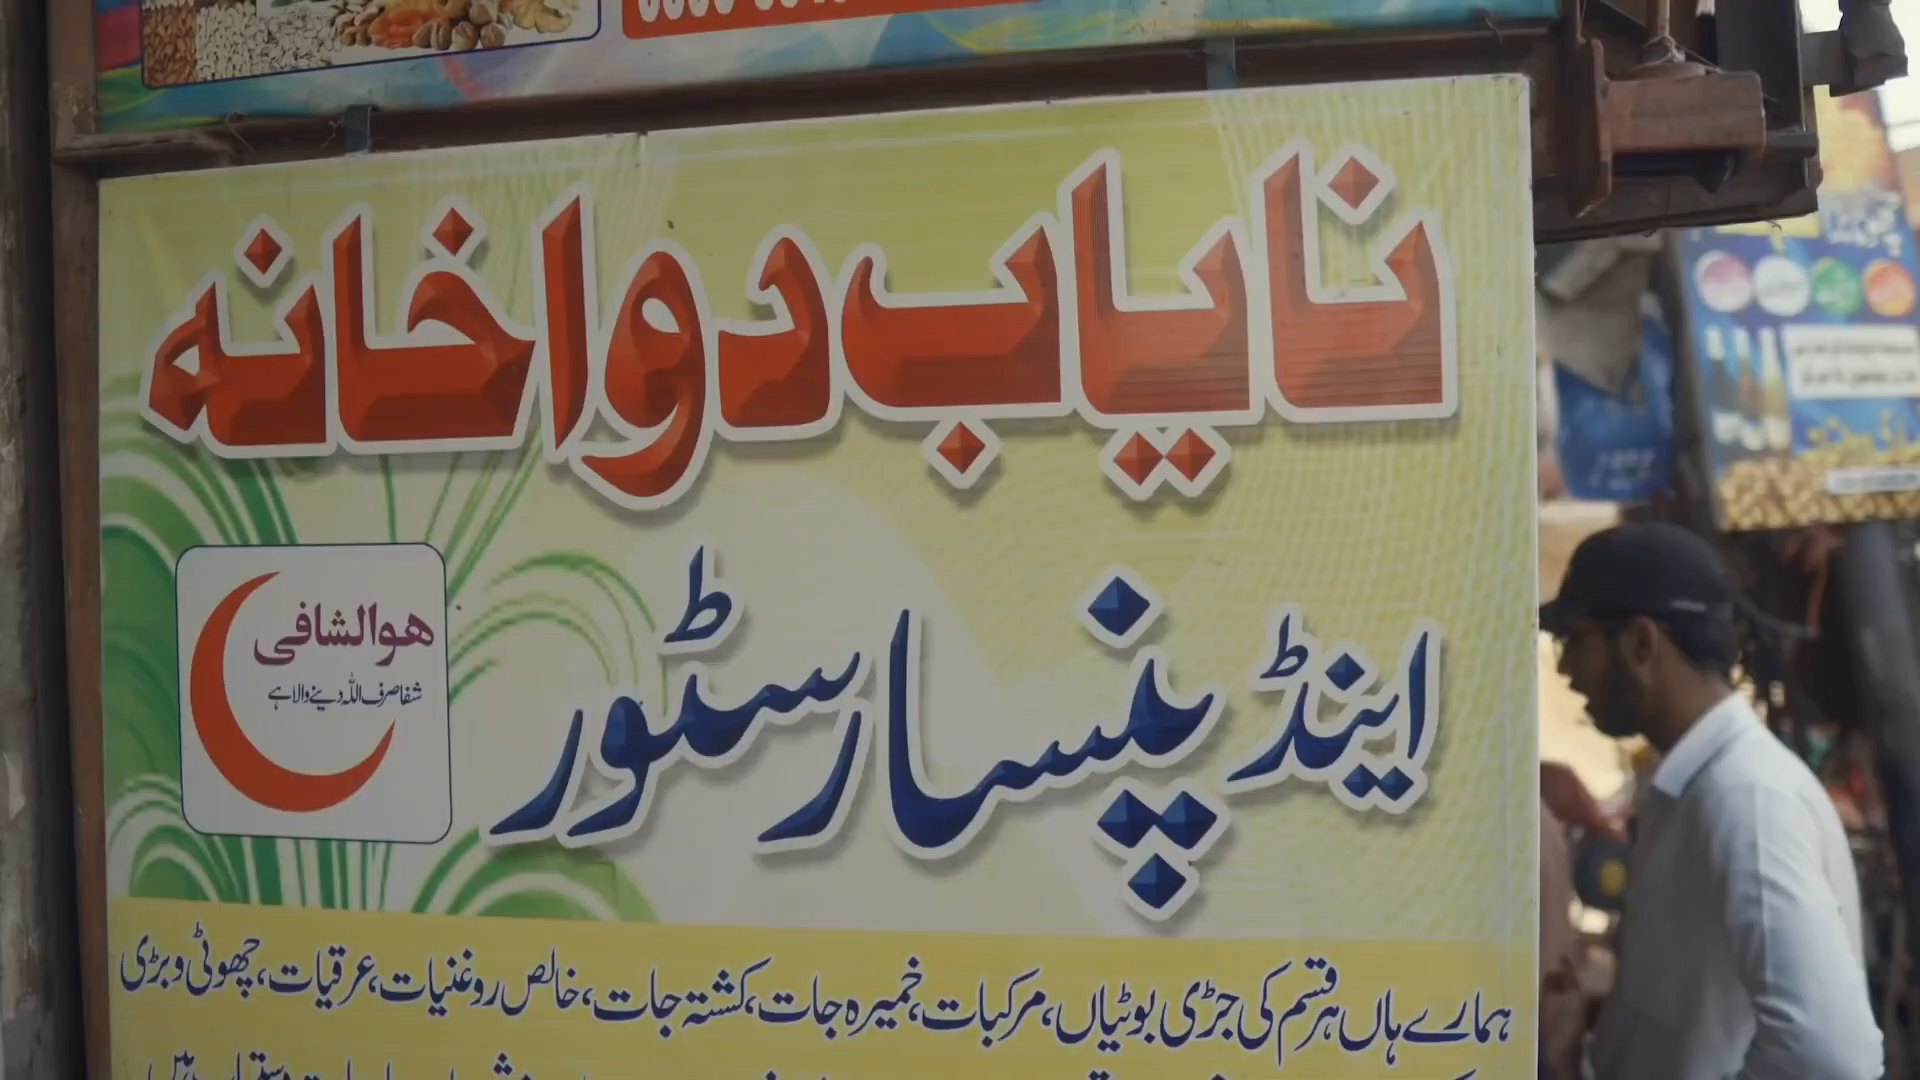 نایاب دواخانہ
اینڈ پنسار سٹور
ھوالشافی
شفا صرف اللہ دینے والا ہے
ہمارے ہاں ہر قسم کی جڑی بوٹیاں، مرکبات، خمیرہ جات، کشتہ جات، خالص روغنیات، عرقیات، چھوٹی و بڑی